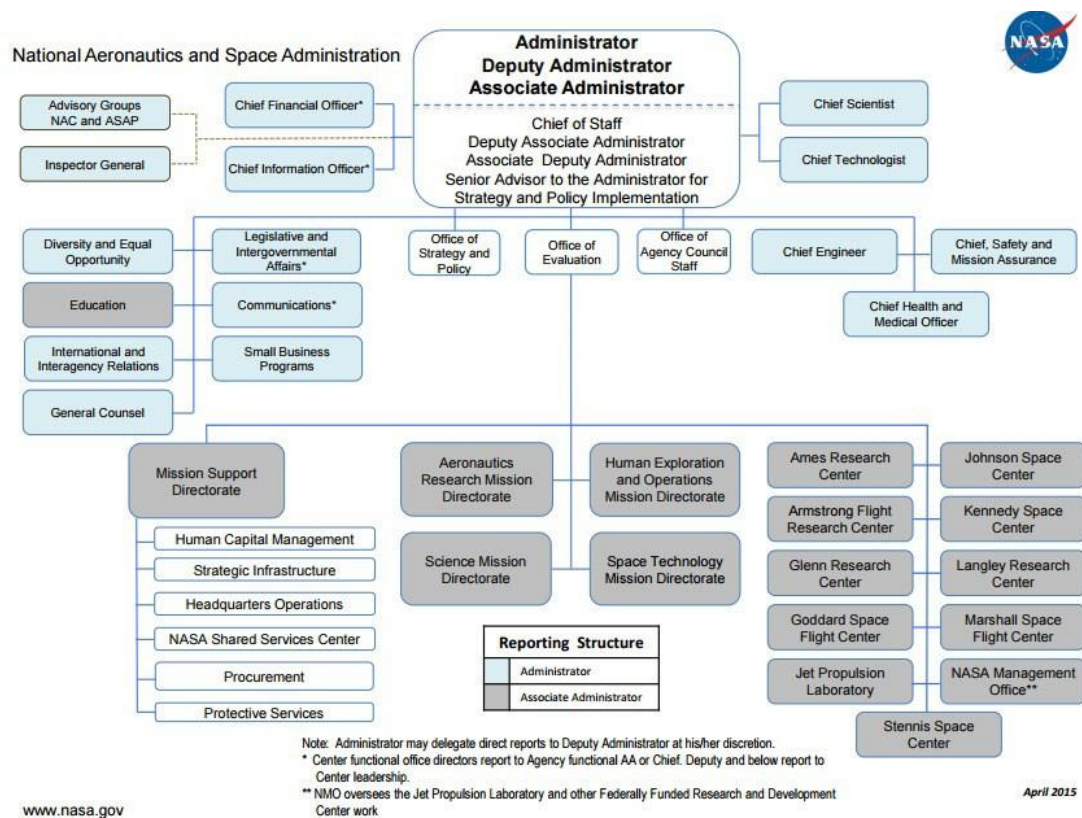 National Aeronautics and Space Administration
Administrator
Deputy Administrator
Associate Administrator
Chief of Staff
Deputy Associate Administrator
Associate Deputy Administrator
Senior Advisor to the Administrator for
Strategy and Policy Implementation
NASA
Advisory Groups
NAC and ASAP
Inspector General
Chief Financial Officer*
Chief Information Officer*
Chief Scientist
Chief Technologist
Diversity and Equal
Opportunity
Legislative and
Intergovernmental
Affairs*
Education
Communications*
International and
Interagency Relations
Small Business
Programs
General Counsel
Office of
Strategy and
Policy
Office of
Evaluation
Office of
Agency Council
Staff
Chief Engineer
Chief, Safety and
Mission Assurance
Chief Health and
Medical Officer
Mission Support
Directorate
Human Capital Management
Strategic Infrastructure
Headquarters Operations
NASA Shared Services Center
Procurement
Protective Services
Aeronautics
Research Mission
Directorate
Human Exploration
and Operations
Mission Directorate
Science Mission
Directorate
Space Technology
Mission Directorate
Ames Research
Center
Johnson Space
Center
Armstrong Flight
Research Center
Kennedy Space
Center
Glenn Research
Center
Langley Research
Center
Goddard Space
Flight Center
Marshall Space
Flight Center
Jet Propulsion
Laboratory
NASA Management
Office**
Stennis Space
Center
Reporting Structure
Administrator
Associate Administrator
Note: Administrator may delegate direct reports to Deputy Administrator at his/her discretion.
* Center functional office directors report to Agency functional AA or Chief. Deputy and below report to
Center leadership.
** NMO oversees the Jet Propulsion Laboratory and other Federally Funded Research and Development
Center work
www.nasa.gov
April 2015